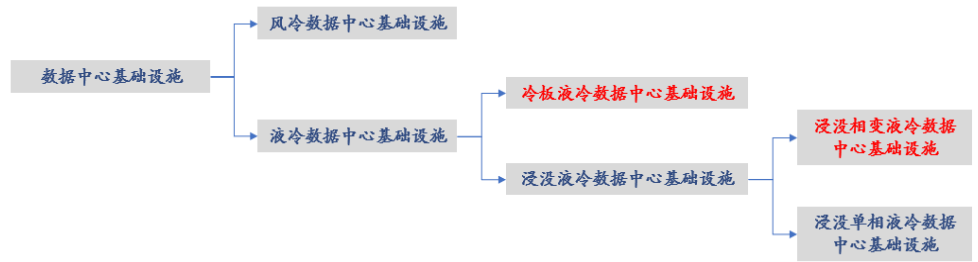 风冷数据中心基础设施
数据中心基础设施
冷板液冷数据中心基础设施
液冷数据中心基础设施
浸没相变液冷数据
中心基础设施
浸没液冷数据中心基础设施
浸没单相液冷数据
中心基础设施